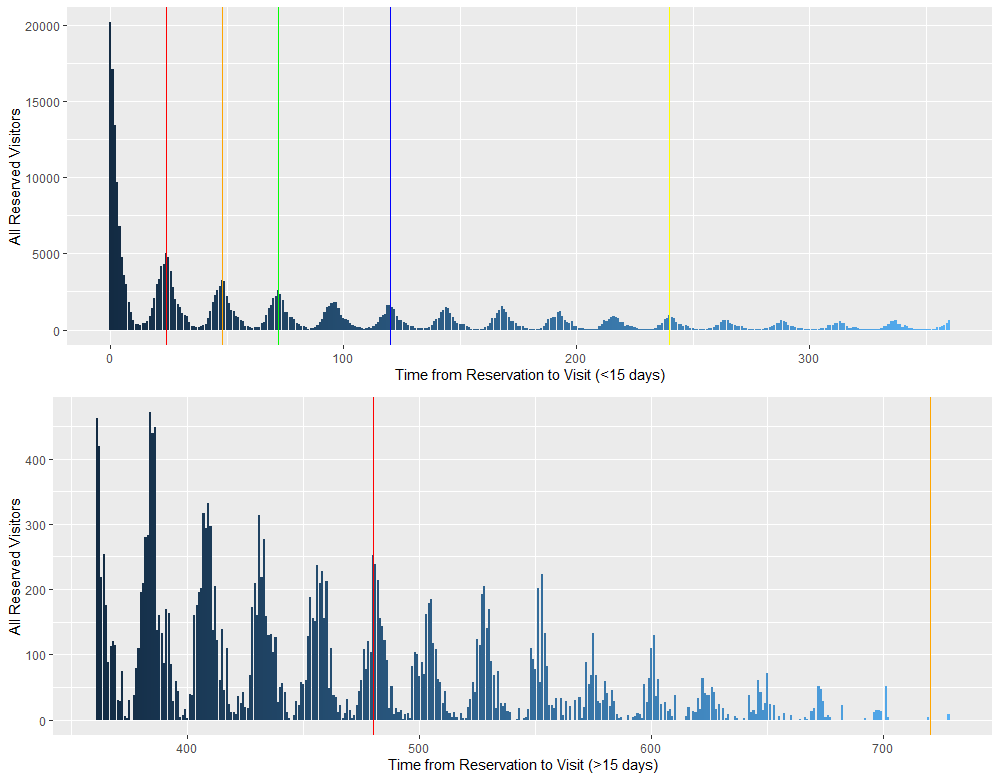 20000
15000
10000
5000
0
All Reserved Visitors
0 100 200 300
Time from Reservation to Visit (<15 days)
400
300
200
100
0
All Reserved Visitors
400 500 600 700
Time from Reservation to Visit (>15 days)